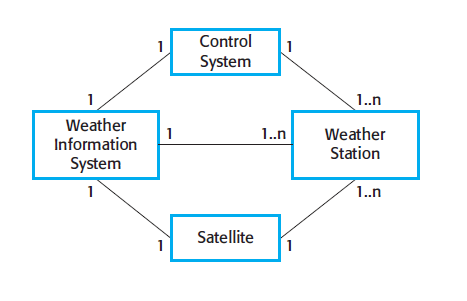 Control
System
1
1
1
1..n
Weather
Information
System
1
1..n
Weather
Station
1
1..n
Satellite
1
1